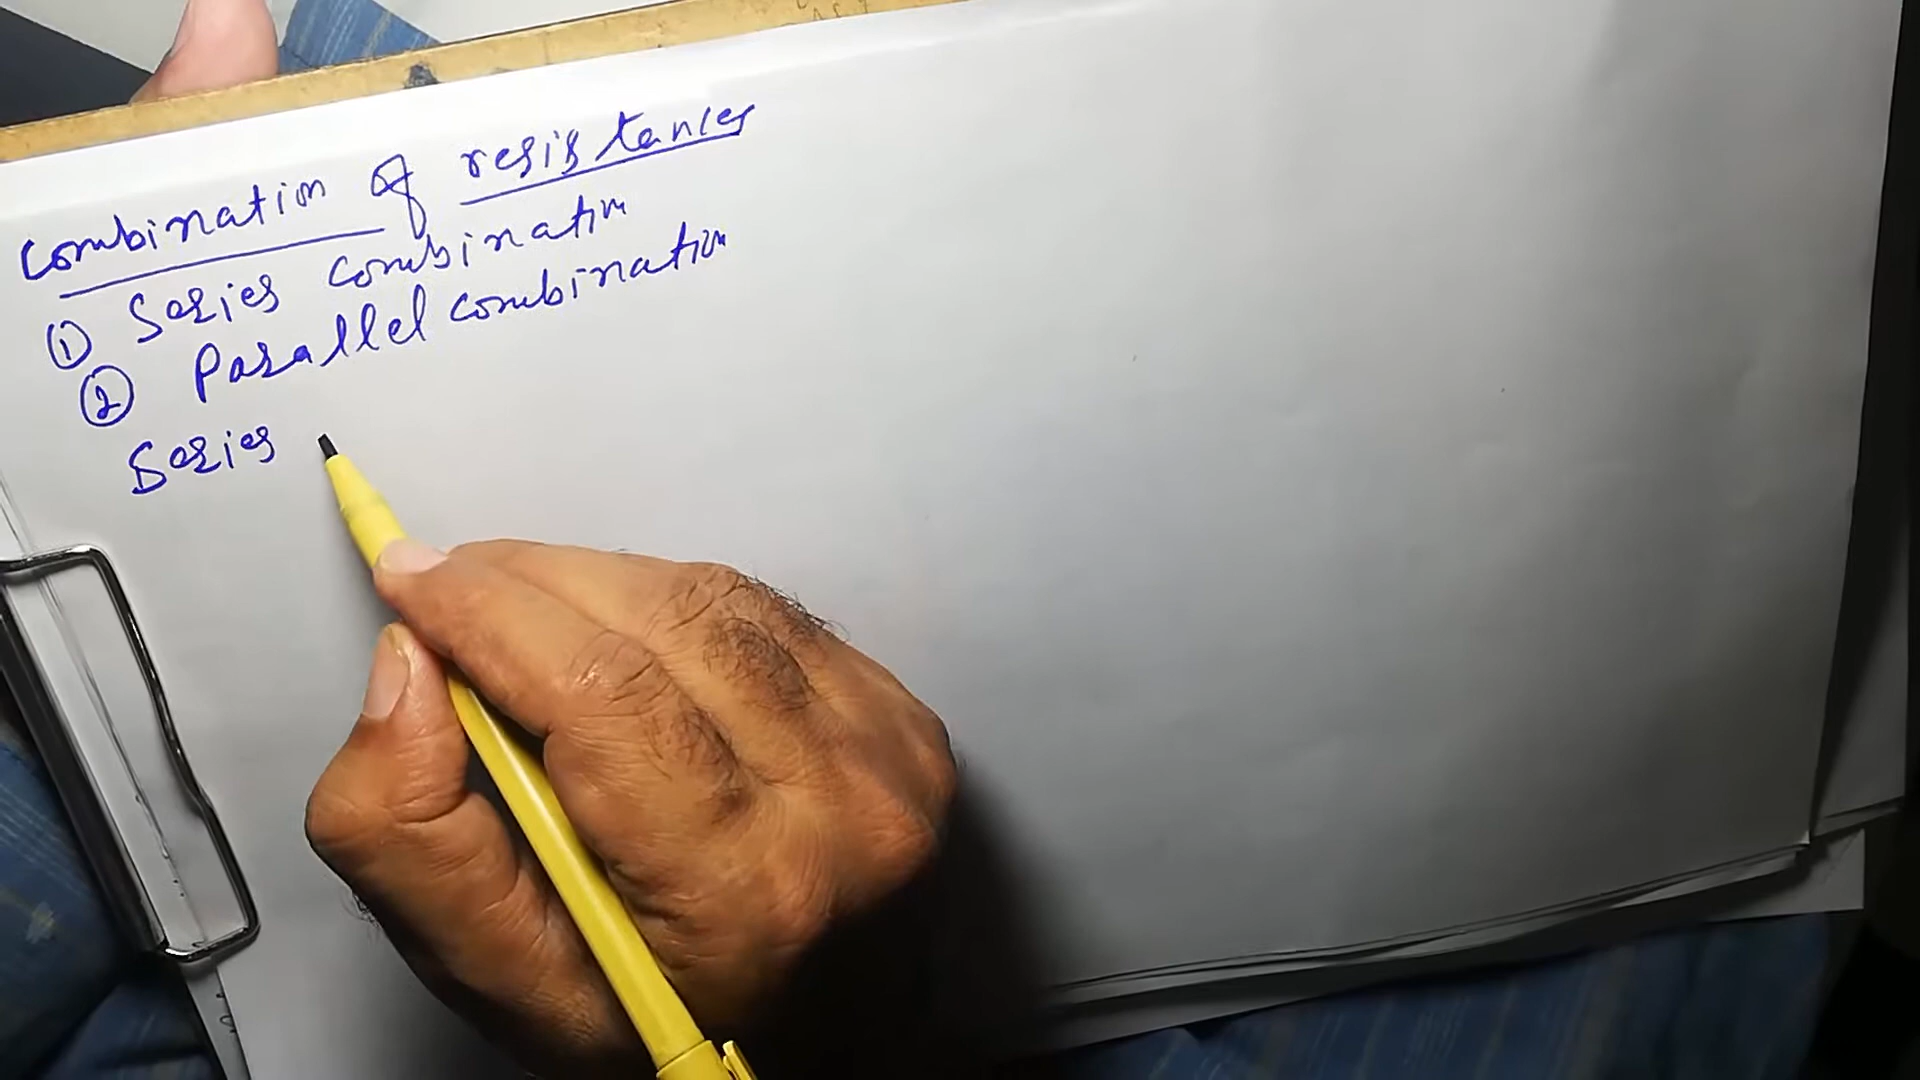 Combination of resistances
① Series combination
② Parallel combination
Series